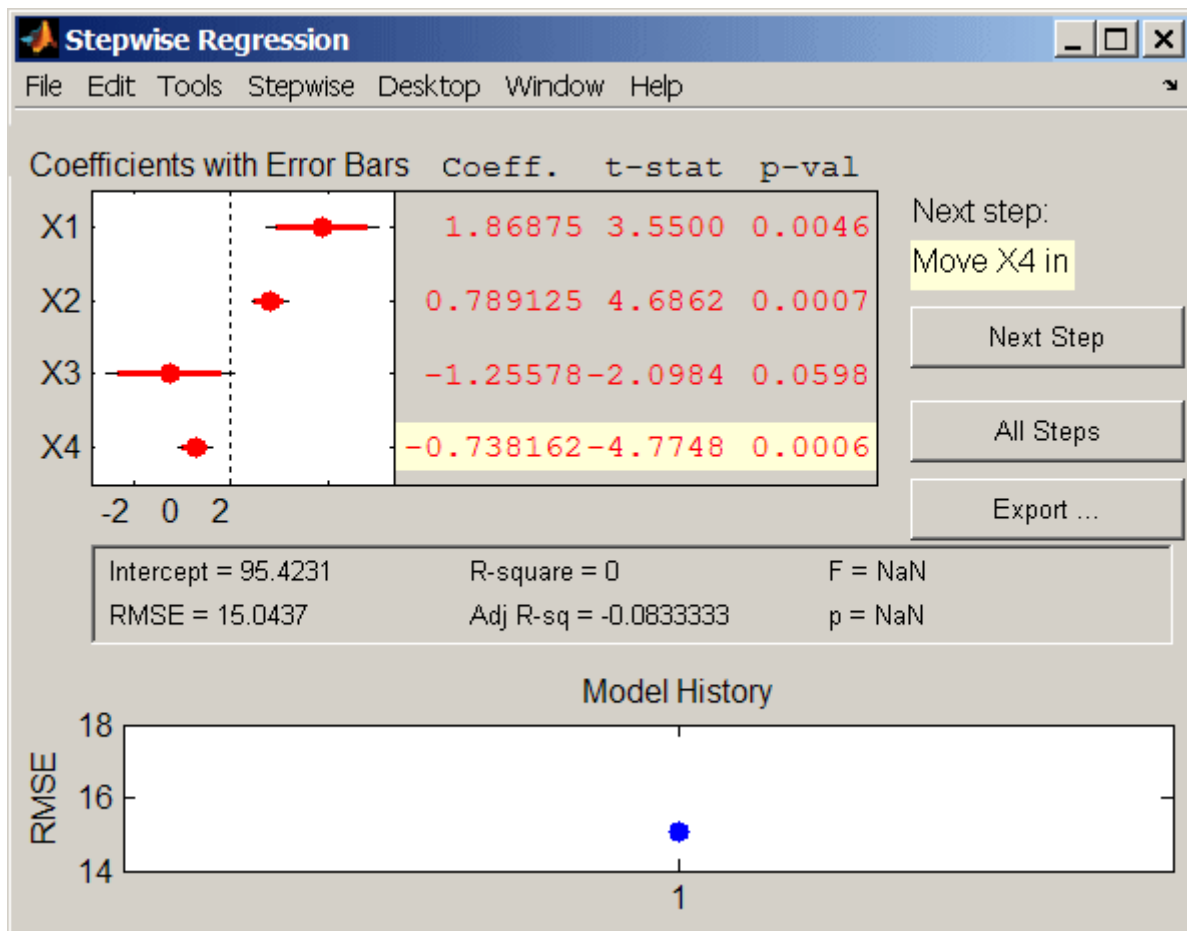 Stepwise Regression
File Edit Tools Stepwise Desktop Window Help
Coefficients with Error Bars Coeff. t-stat p-val
X1 1.86875 3.5500 0.0046
X2 0.789125 4.6862 0.0007
X3 -1.25578 -2.0984 0.0598
X4 -0.738162 -4.7748 0.0006
-2 0 2
Next step:
Move X4 in
Next Step
All Steps
Export ...
Intercept = 95.4231 R-square = 0 F = NaN
RMSE = 15.0437 Adj R-sq = -0.0833333 p = NaN
Model History
RMSE
18
16
14
1